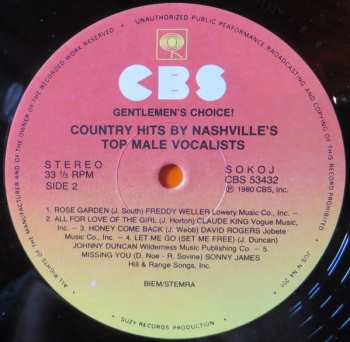 UNAUTHORIZED PUBLIC PERFORMANCE BROADCASTING AND COPYING OF THIS RECORD PROHIBITED
ALL RIGHTS OF THE MANUFACTURER AND OF THE OWNER OF THE RECORDED WORK RESERVED
CBS
GENTLEMEN'S CHOICE!
COUNTRY HITS BY NASHVILLE'S
TOP MALE VOCALISTS
STEREO
33 1/3 RPM
SIDE 2
SOKOJ
CBS 53432
℗ 1980 CBS, Inc.
1. ROSE GARDEN (J. South) FREDDY WELLER Lowery Music Co., Inc. -
2. ALL FOR LOVE OF THE GIRL (J. Horton) CLAUDE KING Vogue Music,
Inc. - 3. HONEY COME BACK (J. Webb) DAVID ROGERS Jobete
Music Co., Inc. - 4. LET ME GO (SET ME FREE) (J. Duncan)
JOHNNY DUNCAN Wilderness Music Publishing Co. - 5.
MISSING YOU (D. Noe - R. Sovine) SONNY JAMES
Hill & Range Songs, Inc.
BIEM/STEMRA
SUZY RECORDS PRODUCTION